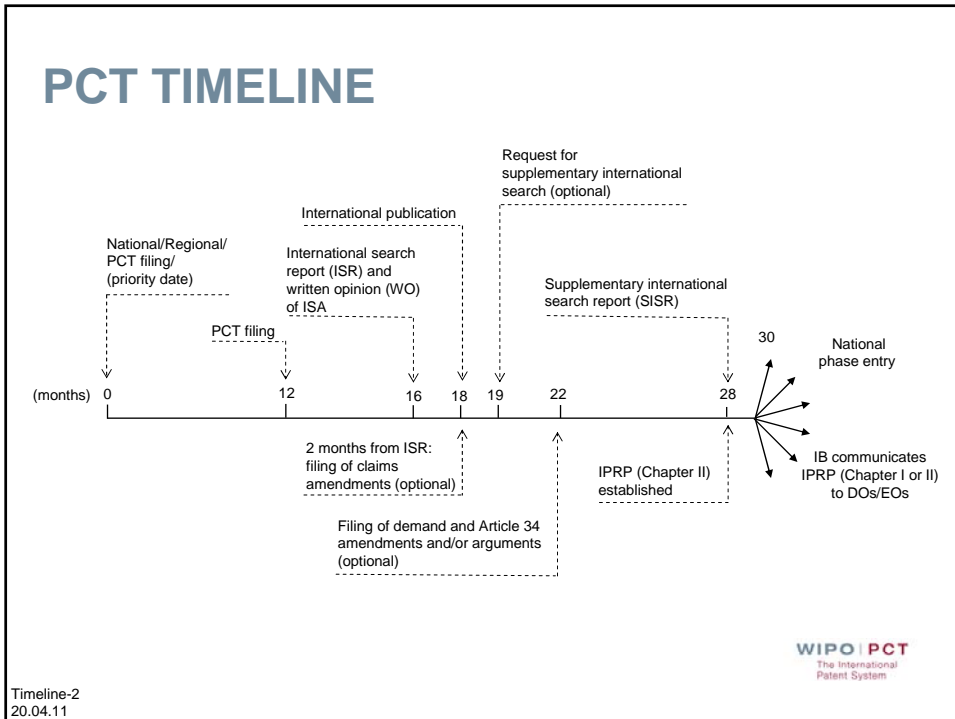 PCT TIMELINE
Request for
supplementary international
search (optional)
International publication
National/Regional/
PCT filing/
(priority date)
International search
report (ISR) and
written opinion (WO)
of ISA
Supplementary international
search report (SISR)
PCT filing
30
National
phase entry
(months) 0 12 16 18 19 22 28
2 months from ISR:
filing of claims
amendments (optional)
IPRP (Chapter II)
established
IB communicates
IPRP (Chapter I or II)
to DOs/EOs
Filing of demand and Article 34
amendments and/or arguments
(optional)
WIPO | PCT
The International
Patent System
Timeline-2
20.04.11